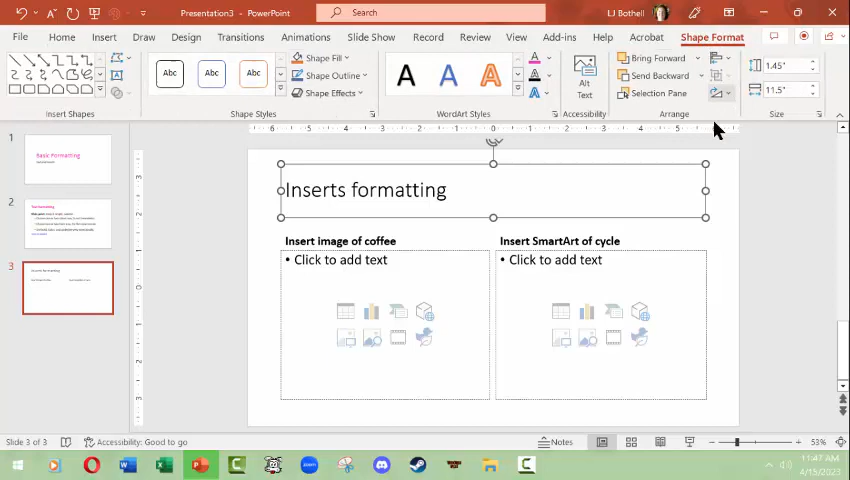 Presentation3 - PowerPoint
Search
LJ Bothell
File Home Insert Draw Design Transitions Animations Slide Show Record Review View Add-ins Help Acrobat Shape Format
Abc Abc Abc
Shape Fill
Shape Outline
Shape Effects
A A A
A
A
A
Alt
Text
Bring Forward
Send Backward
Selection Pane
1.45"
11.5"
Insert Shapes Shape Styles WordArt Styles Accessibility Arrange Size
1
Basic Formatting
2
3
Inserts formatting
Inserts formatting
Insert image of coffee
Insert SmartArt of cycle
• Click to add text
• Click to add text
Slide 3 of 3
Accessibility: Good to go
Notes
53%
11:47 AM
4/15/2023